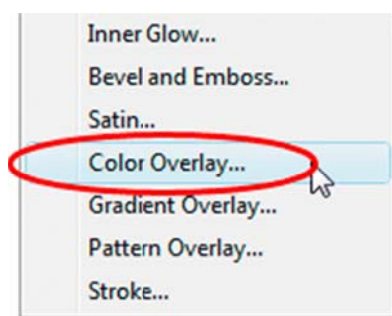 Inner Glow...
Bevel and Emboss...
Satin...
Color Overlay...
Gradient Overlay...
Pattern Overlay...
Stroke...